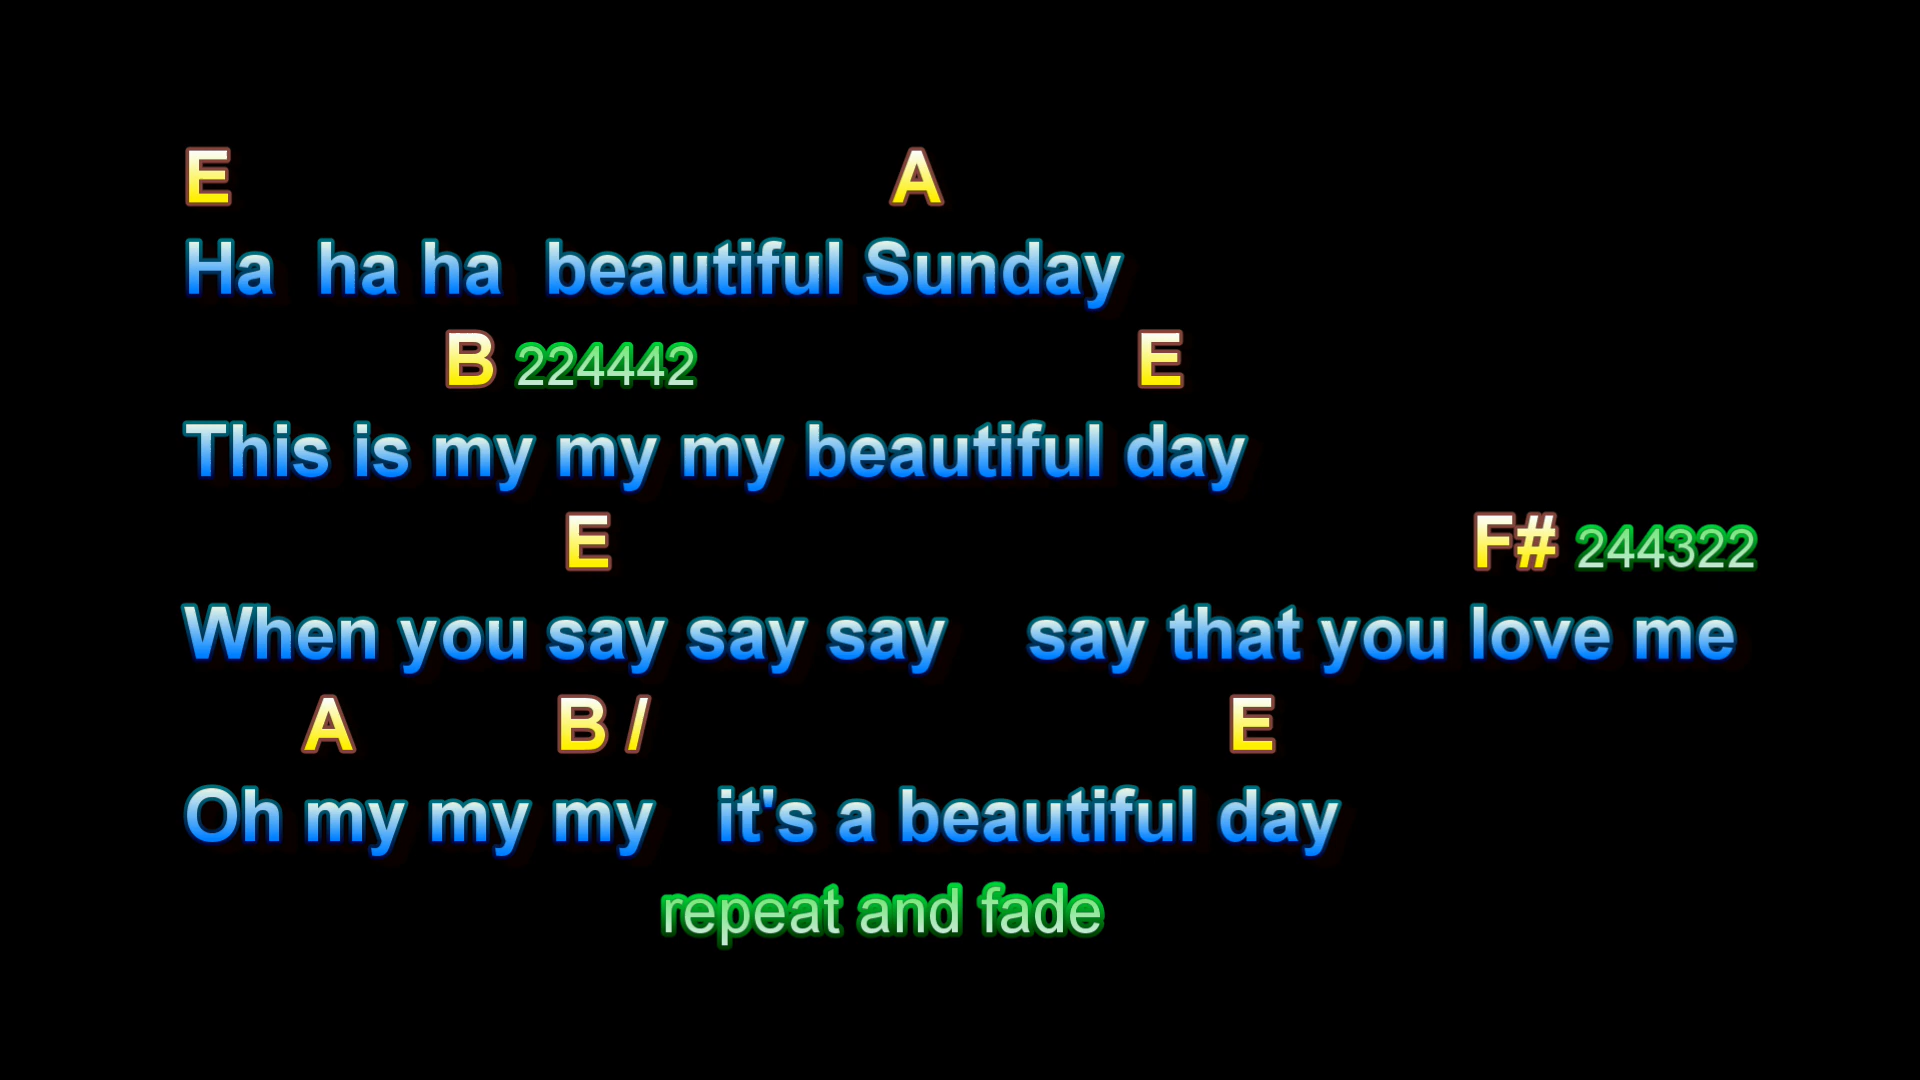 E A
Ha ha ha beautiful Sunday
B 224442 E
This is my my my beautiful day
E F# 244322
When you say say say say that you love me
A B / E
Oh my my my it's a beautiful day
repeat and fade